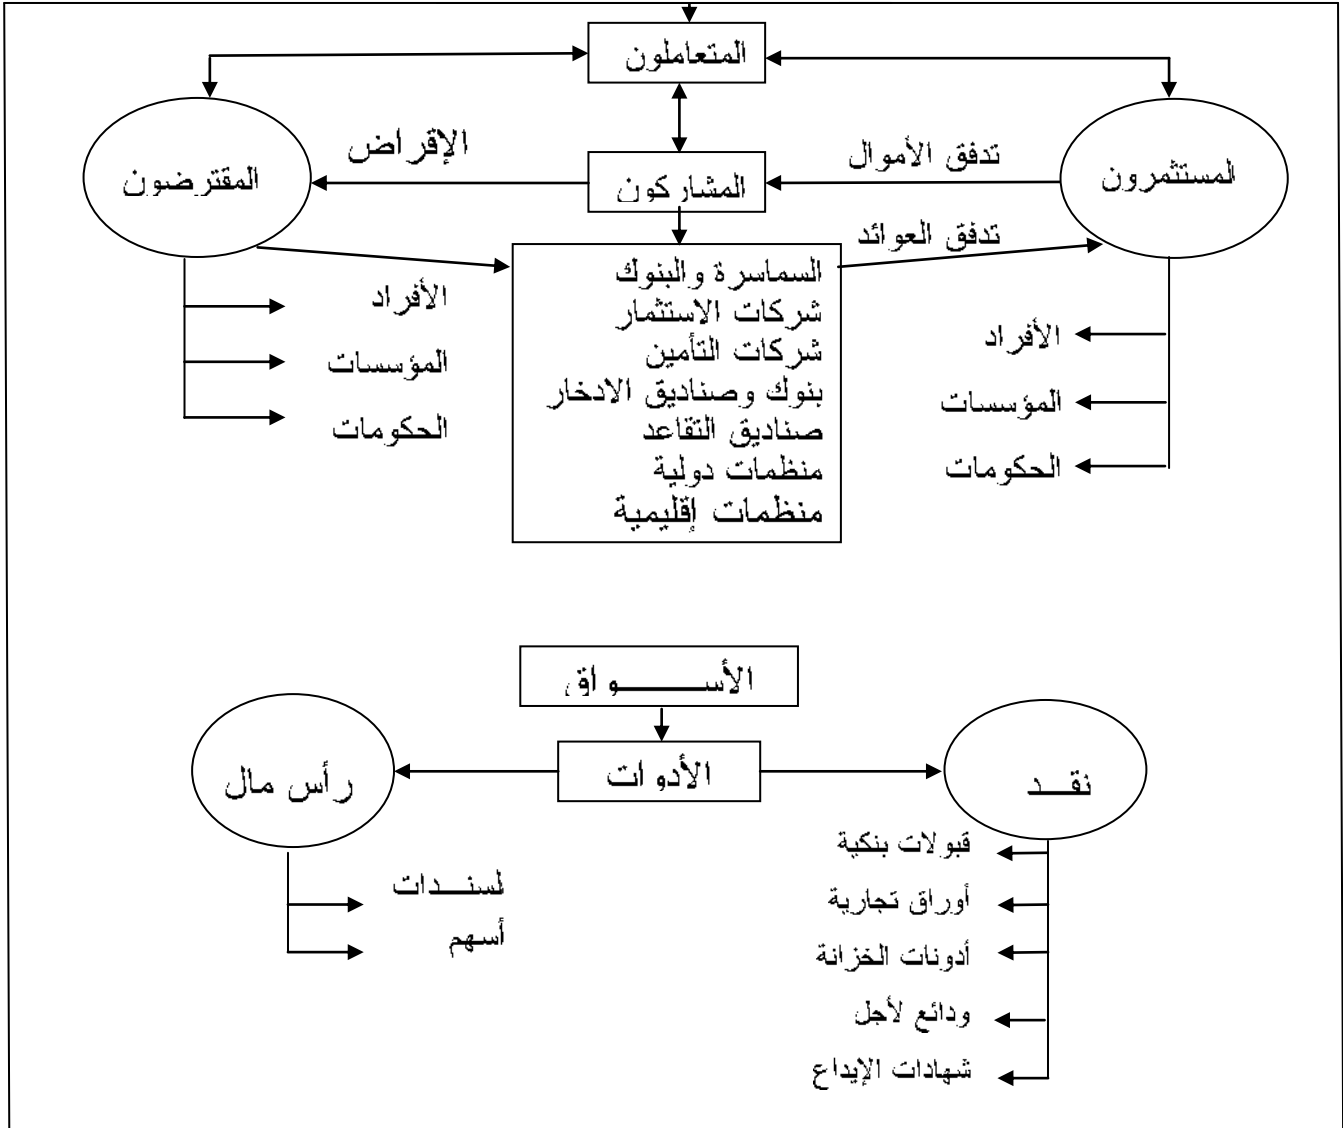 المتعاملون
الإقراض
تدفق الأموال
المقترضون
المشاركون
المستثمرون
تدفق العوائد
السماسرة والبنوك
شركات الاستثمار
شركات التأمين
بنوك وصناديق الادخار
صناديق التقاعد
منظمات دولية
منظمات إقليمية
الأفراد
المؤسسات
الحكومات
الأفراد
المؤسسات
الحكومات
الأســـــــواق
الأدوات
نقـــد
رأس مال
قبولات بنكية
أوراق تجارية
أدونات الخزانة
ودائع لأجل
شهادات الإيداع
لسنـــدات
أسهم